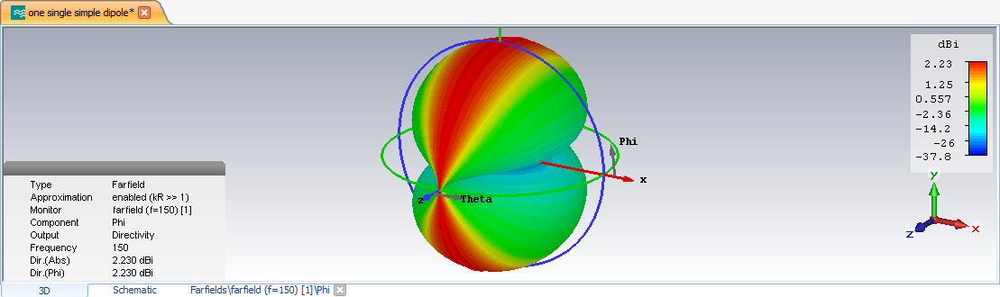 one single simple dipole*
dBi
2.23
1.25
0.557
-2.36
-14.2
-26
-37.8
Phi
x
z
Theta
y
z
x
Type Farfield
Approximation enabled (kR >> 1)
Monitor farfield (f=150) [1]
Component Phi
Output Directivity
Frequency 150
Dir.(Abs) 2.230 dBi
Dir.(Phi) 2.230 dBi
3D Schematic Farfields\farfield (f=150) [1]\Phi